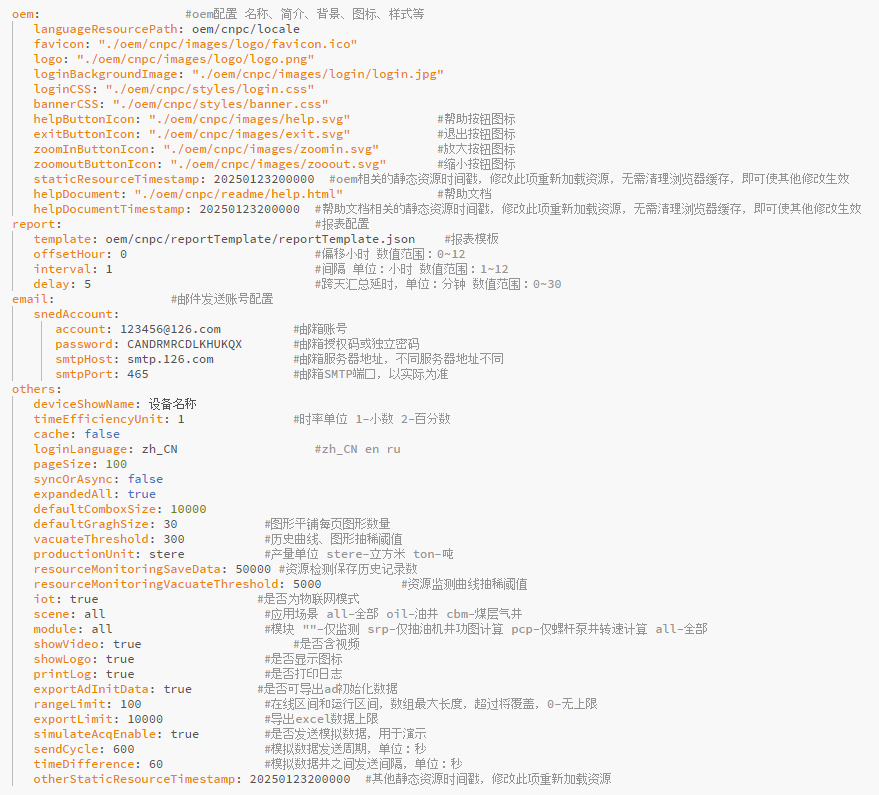 oem:                    #oem配置 名称、简介、背景、图标、样式等
   languageResourcePath: oem/cnpc/locale
   favicon: "./oem/cnpc/images/logo/favicon.ico"
   logo: "./oem/cnpc/images/logo/logo.png"
   loginBackgroundImage: "./oem/cnpc/images/login/login.jpg"
   loginCSS: "./oem/cnpc/styles/login.css"
   bannerCSS: "./oem/cnpc/styles/banner.css"
   helpButtonIcon: "./oem/cnpc/images/help.svg"            #帮助按钮图标
   exitButtonIcon: "./oem/cnpc/images/exit.svg"            #退出按钮图标
   zoomInButtonIcon: "./oem/cnpc/images/zoomin.svg"        #放大按钮图标
   zoomoutButtonIcon: "./oem/cnpc/images/zooout.svg"       #缩小按钮图标
   staticResourceTimestamp: 20250123200000  #oem相关的静态资源时间戳，修改此项重新加载资源，无需清理浏览器缓存，即可使其他修改生效
   helpDocument: "./oem/cnpc/readme/help.html"             #帮助文档
   helpDocumentTimestamp: 20250123200000  #帮助文档相关的静态资源时间戳，修改此项重新加载资源，无需清理浏览器缓存，即可使其他修改生效
report:                                   #报表配置
   template: oem/cnpc/reportTemplate/reportTemplate.json    #报表模板
   offsetHour: 0                          #偏移小时 数值范围：0~12
   interval: 1                            #间隔 单位：小时 数值范围：1~12
   delay: 5                               #跨天汇总延时，单位：分钟 数值范围：0~30
email:                #邮件发送账号配置
   snedAccount:
      account: 123456@126.com          #邮箱账号
      password: CANDRMRCDLKHUKQX       #邮箱授权码或独立密码
      smtpHost: smtp.126.com           #邮箱服务器地址，不同服务器地址不同
      smtpPort: 465                    #邮箱SMTP端口，以实际为准
others:
   deviceShowName: 设备名称
   timeEfficiencyUnit: 1               #时率单位 1-小数 2-百分数
   cache: false
   loginLanguage: zh_CN                   #zh_CN en ru
   pageSize: 100
   syncOrAsync: false
   expandedAll: true
   defaultComboxSize: 10000
   defaultGraghSize: 30            #图形平铺每页图形数量
   vacuateThreshold: 300           #历史曲线、图形抽稀阈值
   productionUnit: stere           #产量单位 stere-立方米 ton-吨
   resourceMonitoringSaveData: 50000 #资源检测保存历史记录数
   resourceMonitoringVacuateThreshold: 5000           #资源监测曲线抽稀阈值
   iot: true                      #是否为物联网模式
   scene: all                      #应用场景 all-全部 oil-油井 cbm-煤层气井
   module: all                     #模块 ""-仅监测 srp-仅抽油机井功图计算 pcp-仅螺杆泵井转速计算 all-全部
   showVideo: true                     #是否含视频
   showLogo: true                  #是否显示图标
   printLog: true                  #是否打印日志
   exportAdInitData: true         #是否可导出ad初始化数据
   rangeLimit: 100                 #在线区间和运行区间，数组最大长度，超过将覆盖，0-无上限
   exportLimit: 10000              #导出excel数据上限
   simulateAcqEnable: true         #是否发送模拟数据，用于演示
   sendCycle: 600                  #模拟数据发送周期，单位：秒
   timeDifference: 60              #模拟数据井之间发送间隔，单位：秒
   otherStaticResourceTimestamp: 20250123200000  #其他静态资源时间戳，修改此项重新加载资源